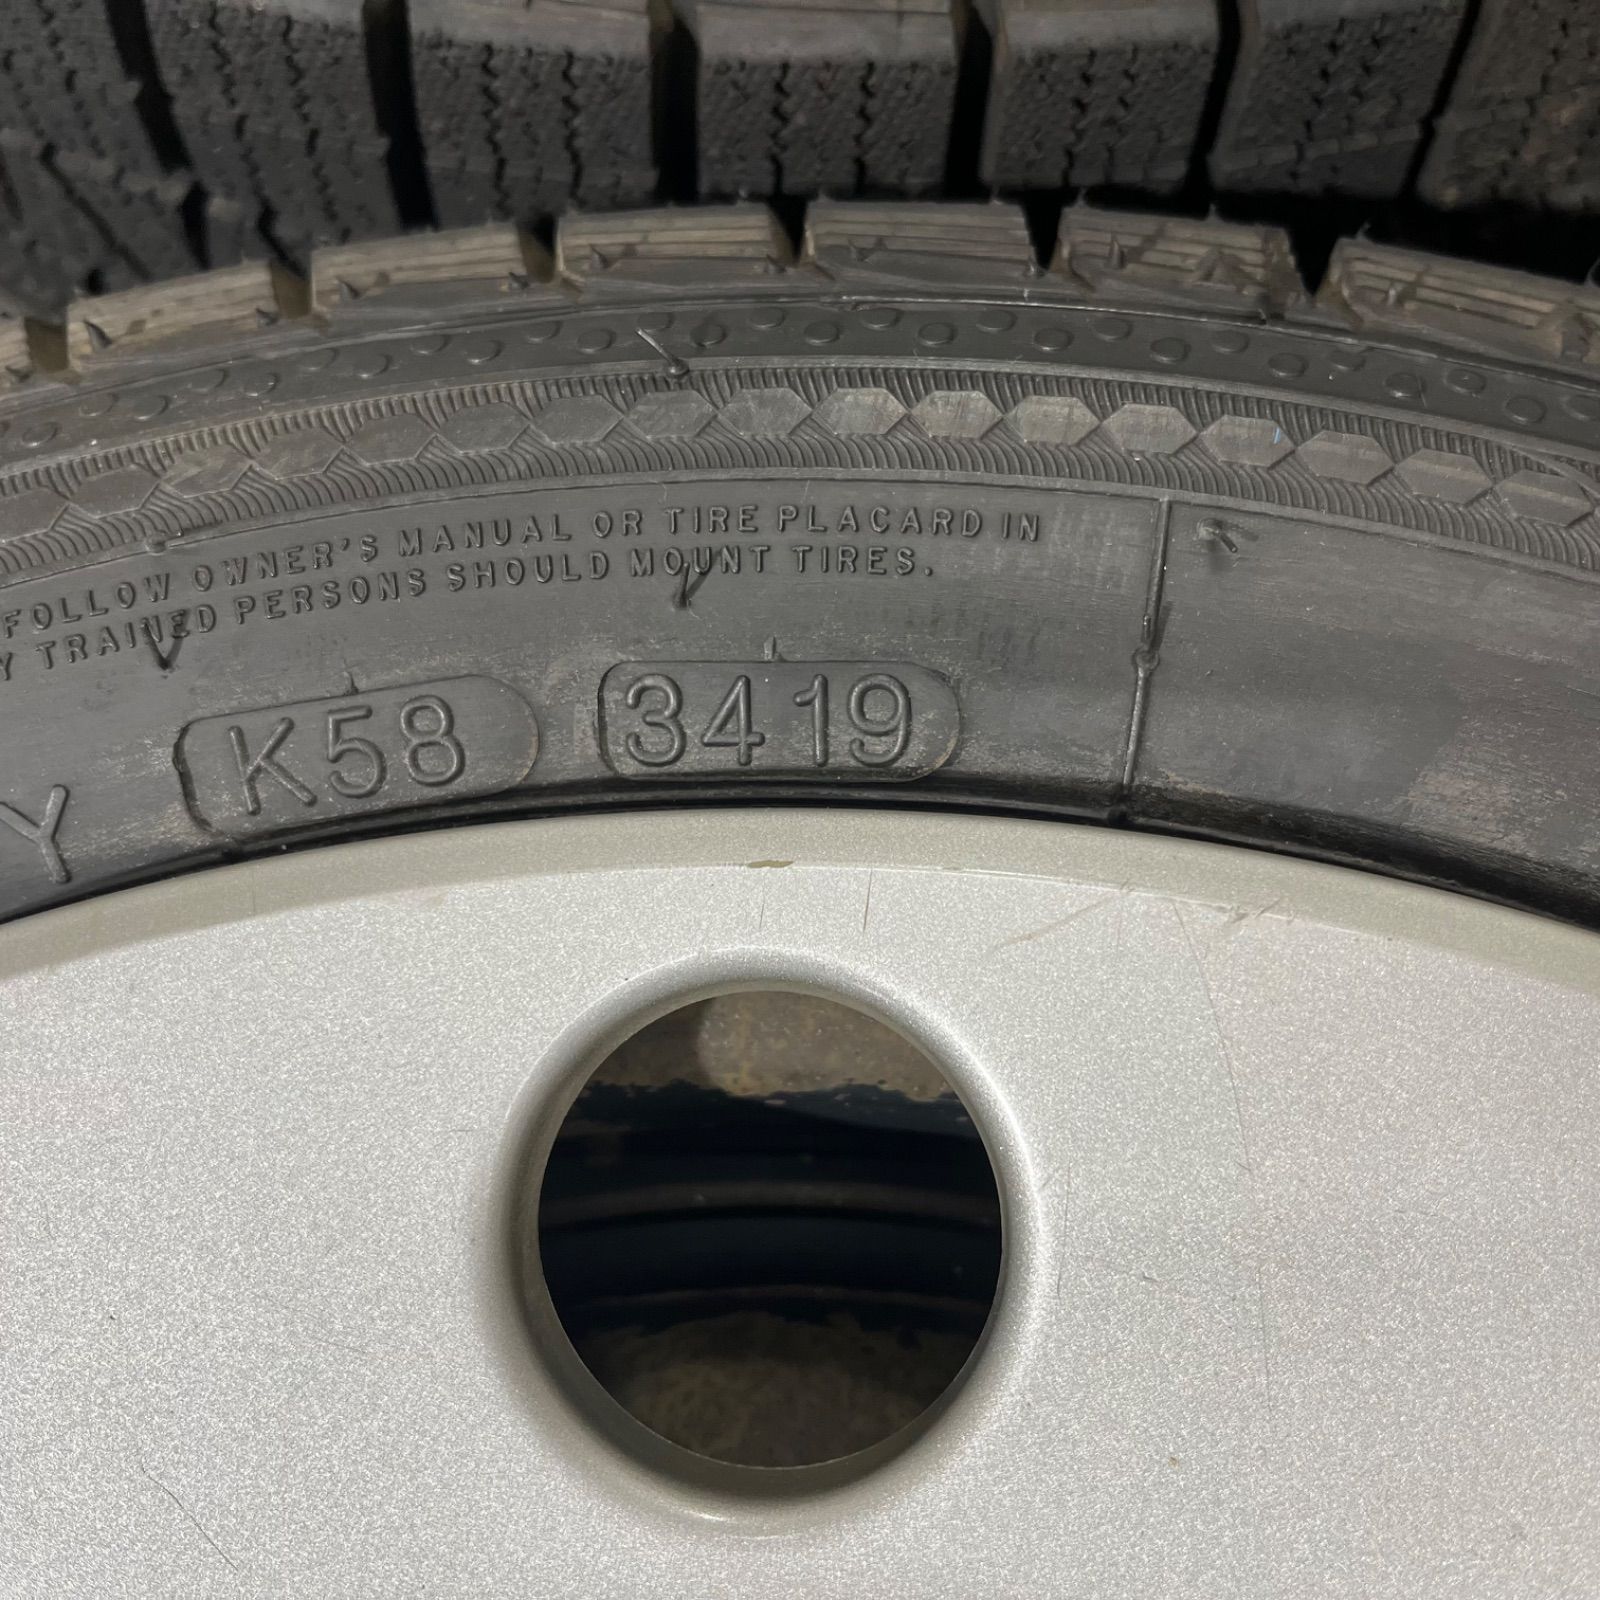 FOLLOW OWNER'S MANUAL OR TIRE PLACARD IN
Y TRAINED PERSONS SHOULD MOUNT TIRES.
Y K58 3419